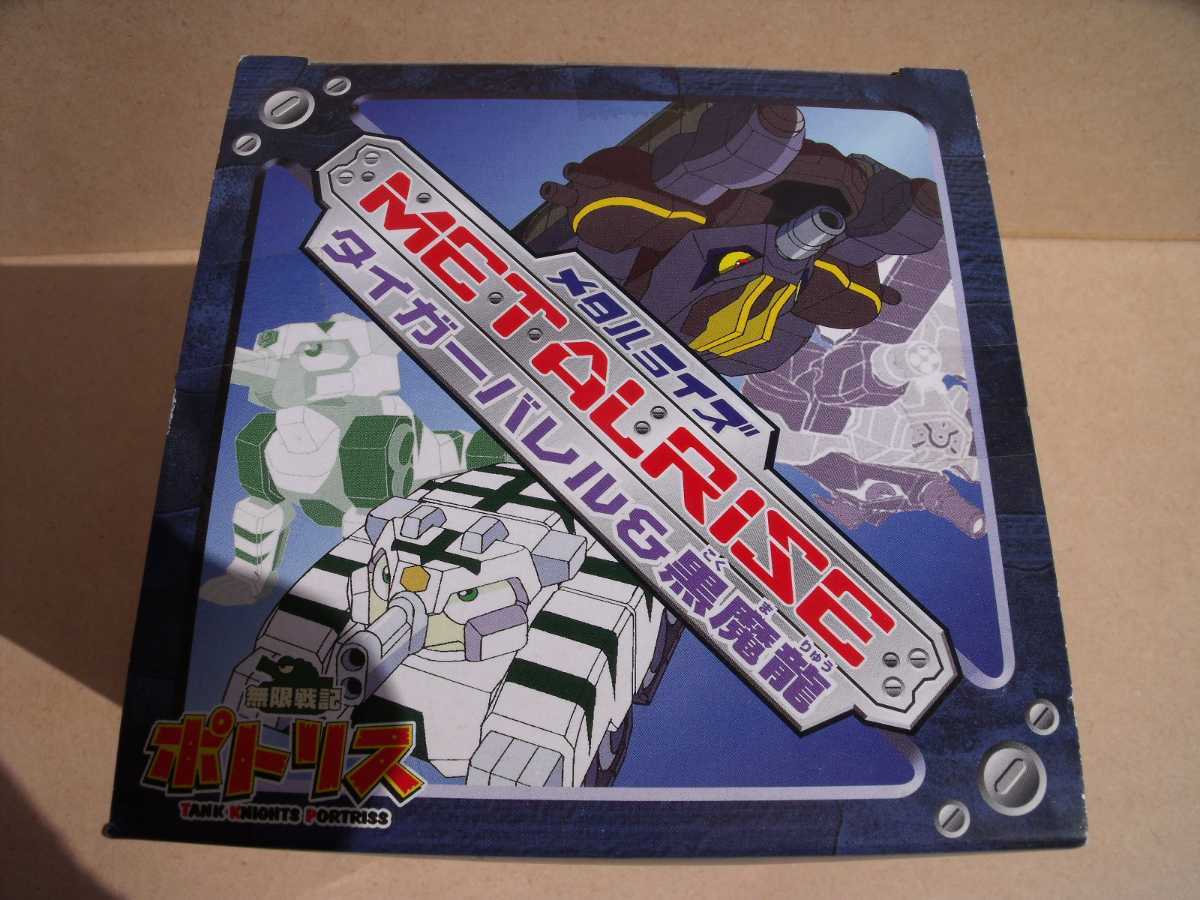 メタルライズ
METALRiSE
タイガーバレル&黒魔龍
こく ま りゅう
無限戦記
ポトリス
TANK KNIGHTS PORTRISS